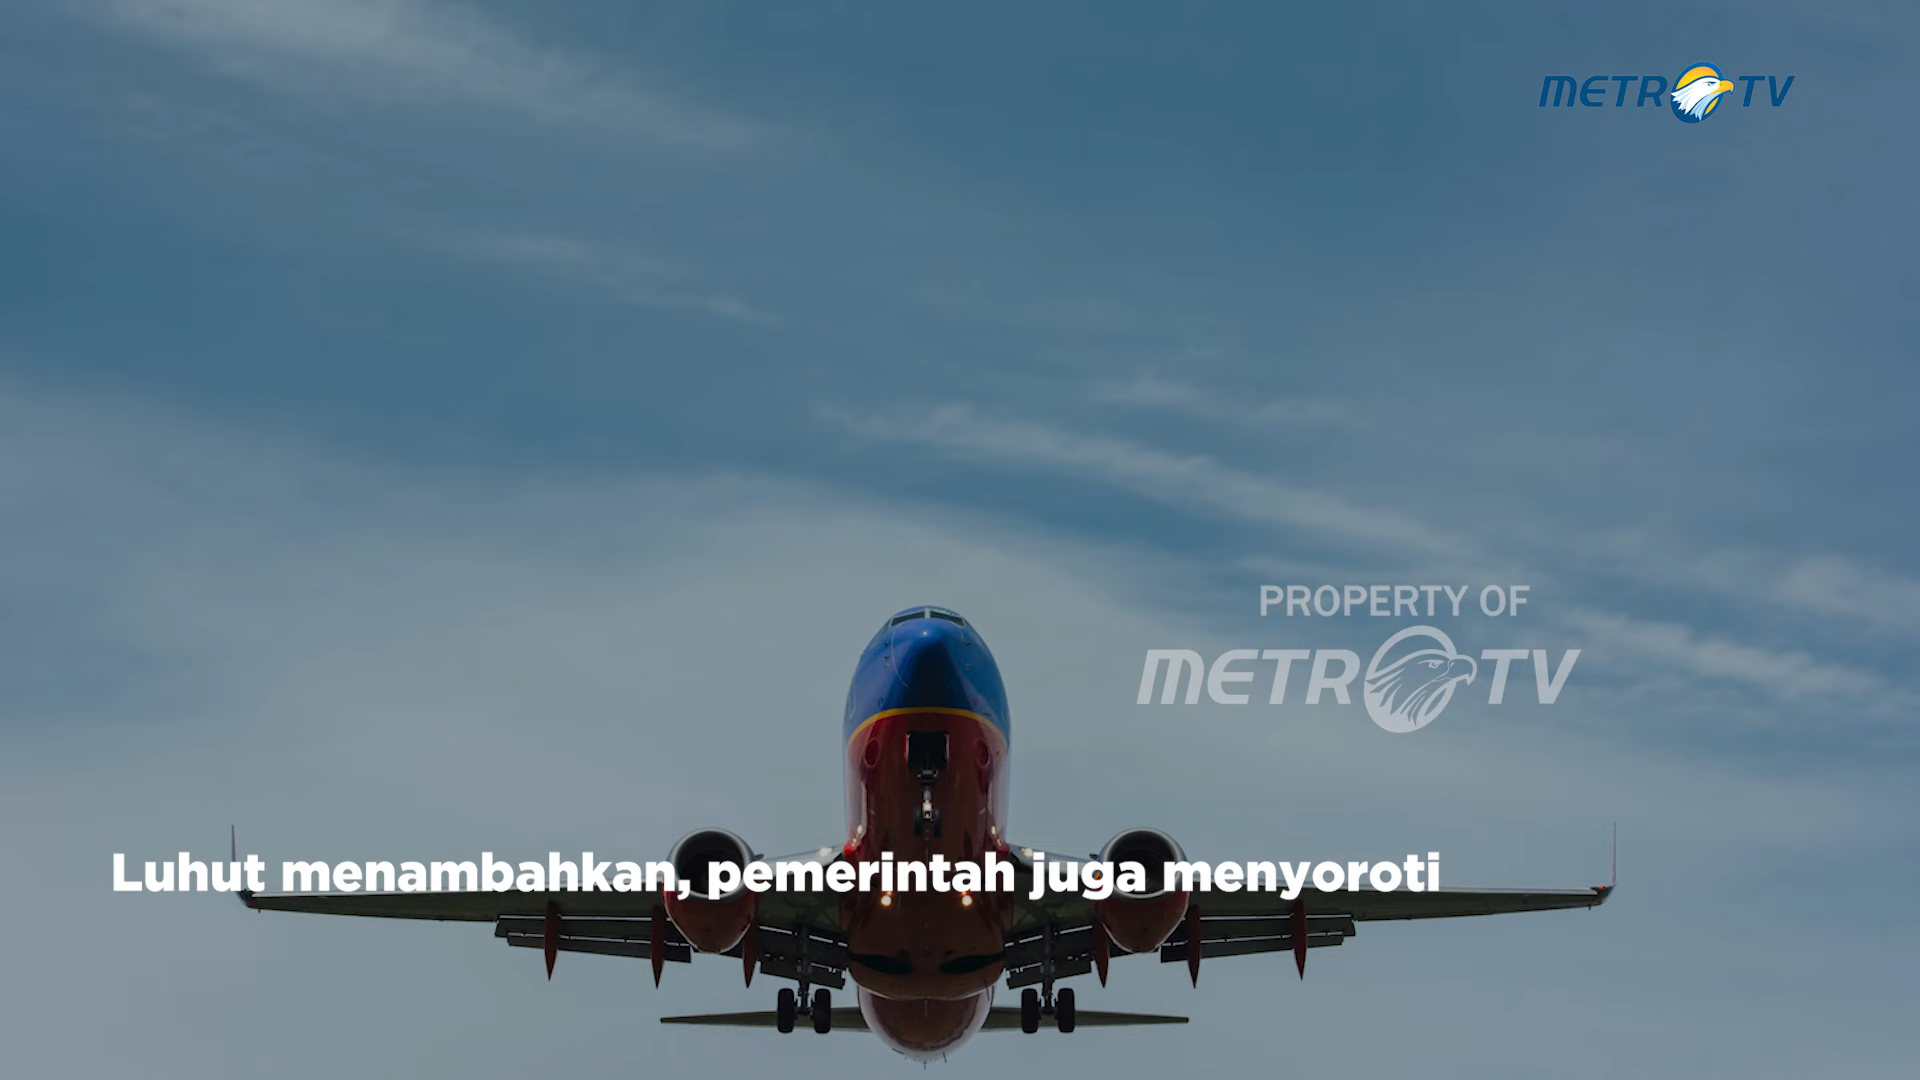 METRO TV
PROPERTY OF
METRO TV
Luhut menambahkan, pemerintah juga menyoroti